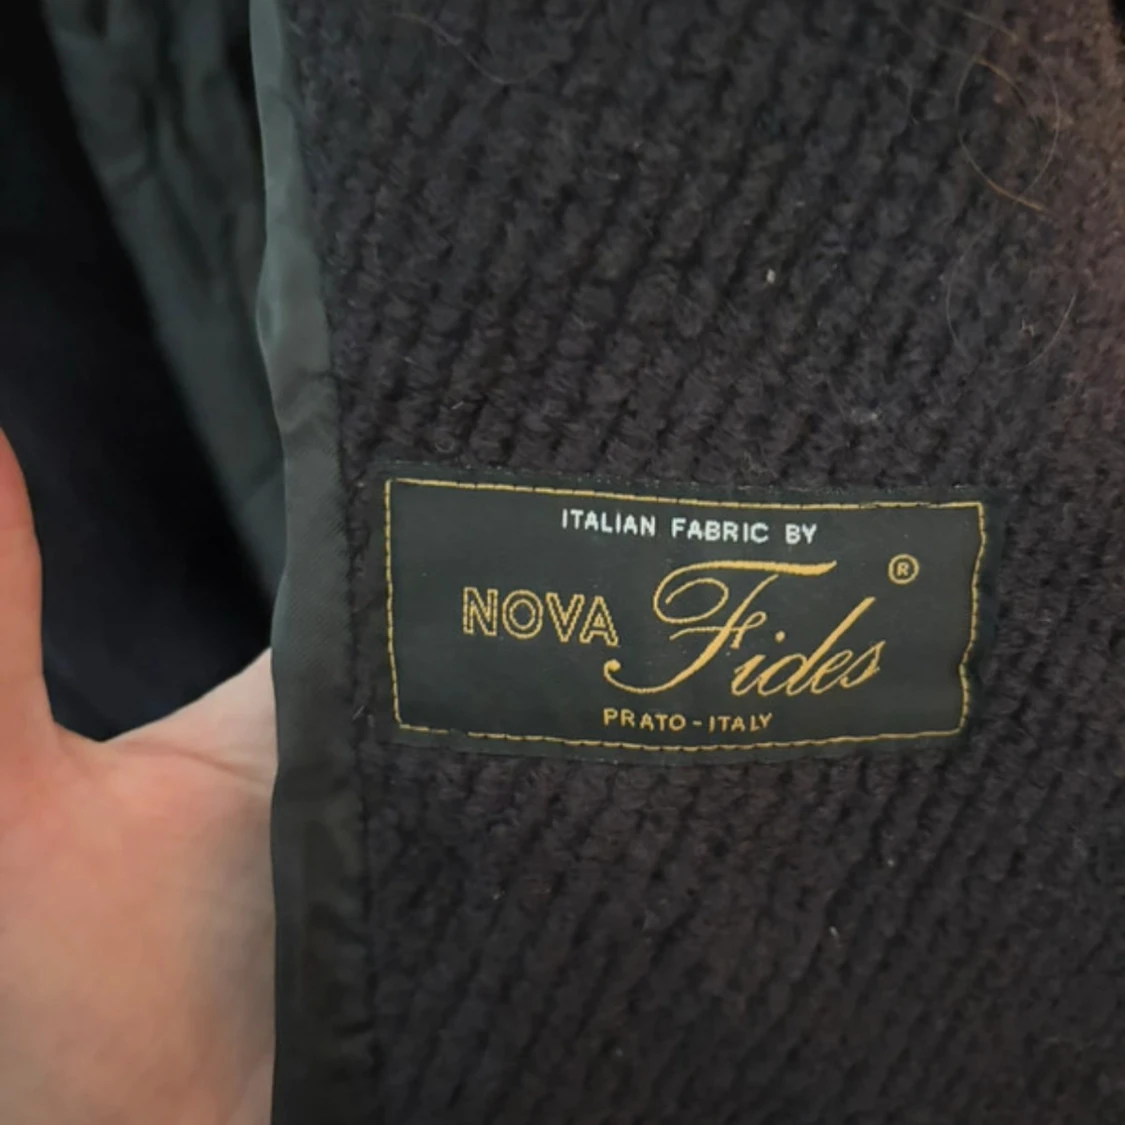 ITALIAN FABRIC BY
NOVA Fides ®
PRATO-ITALY